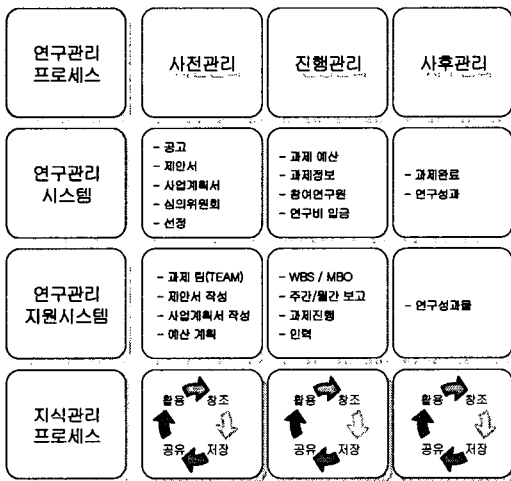 연구관리
프로세스
사전관리
진행관리
사후관리
연구관리
시스템
- 공고
- 제안서
- 사업계획서
- 심의위원회
- 선정
- 과제 예산
- 과제정보
- 참여연구원
- 연구비 입금
- 과제완료
- 연구성과
연구관리
지원시스템
- 과제 팀(TEAM)
- 제안서 작성
- 사업계획서 작성
- 예산 계획
- WBS / MBO
- 주간/월간 보고
- 과제진행
- 인력
- 연구성과물
지식관리
프로세스
활용 창조
공유 저장
활용 창조
공유 저장
활용 창조
공유 저장